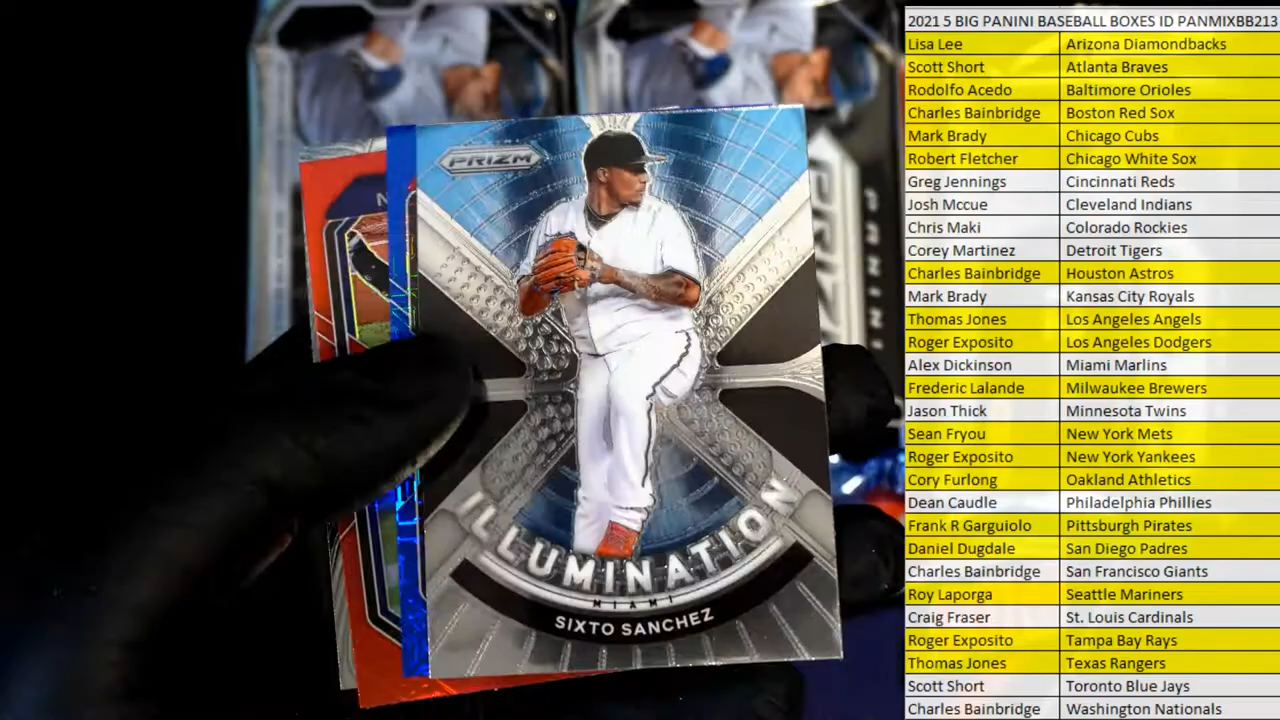 2021 5 BIG PANINI BASEBALL BOXES ID PANMIXBB213
Lisa Lee Arizona Diamondbacks
Scott Short Atlanta Braves
Rodolfo Acedo Baltimore Orioles
Charles Bainbridge Boston Red Sox
Mark Brady Chicago Cubs
Robert Fletcher Chicago White Sox
Greg Jennings Cincinnati Reds
Josh Mccue Cleveland Indians
Chris Maki Colorado Rockies
Corey Martinez Detroit Tigers
Charles Bainbridge Houston Astros
Mark Brady Kansas City Royals
Thomas Jones Los Angeles Angels
Roger Exposito Los Angeles Dodgers
Alex Dickinson Miami Marlins
Frederic Lalande Milwaukee Brewers
Jason Thick Minnesota Twins
Sean Fryou New York Mets
Roger Exposito New York Yankees
Cory Furlong Oakland Athletics
Dean Caudle Philadelphia Phillies
Frank R Garguiolo Pittsburgh Pirates
Daniel Dugdale San Diego Padres
Charles Bainbridge San Francisco Giants
Roy Laporga Seattle Mariners
Craig Fraser St. Louis Cardinals
Roger Exposito Tampa Bay Rays
Thomas Jones Texas Rangers
Scott Short Toronto Blue Jays
Charles Bainbridge Washington Nationals
PRIZM
ILLUMINATION
MIAMI
SIXTO SANCHEZ